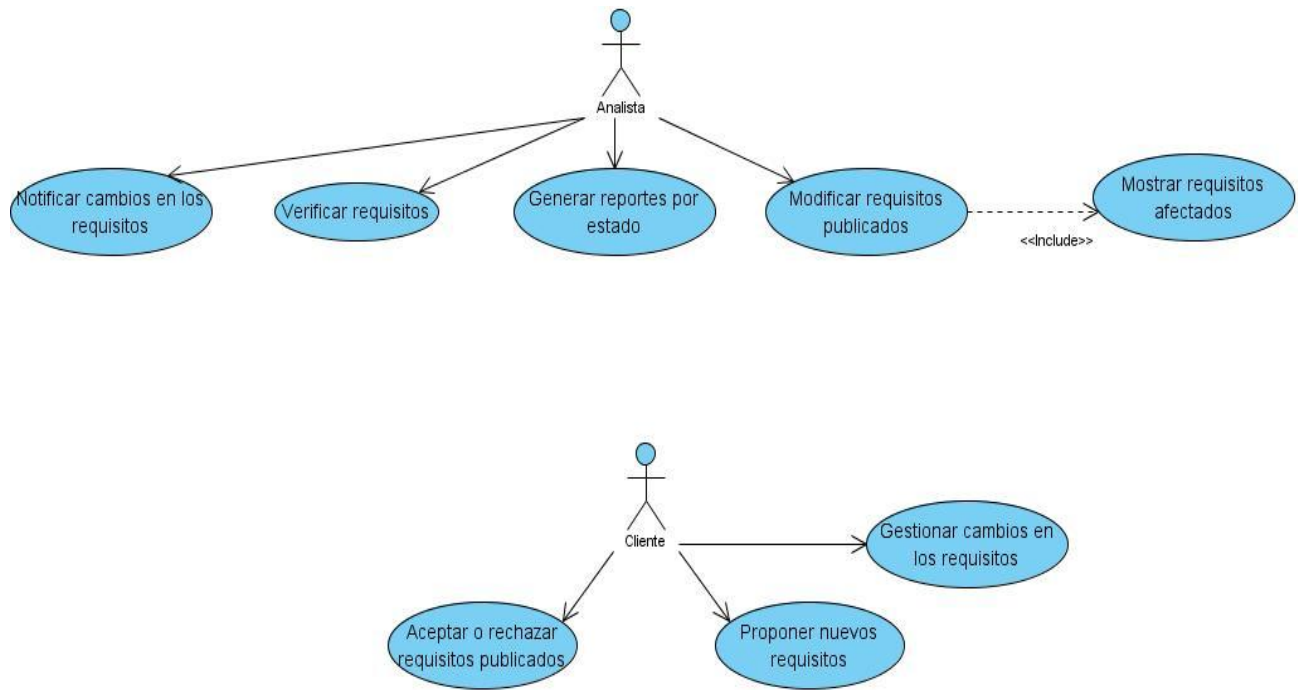 Analista
Notificar cambios en los
requisitos
Verificar requisitos
Generar reportes por
estado
Modificar requisitos
publicados
Mostrar requisitos
afectados
<<Include>>
Cliente
Gestionar cambios en
los requisitos
Aceptar o rechazar
requisitos publicados
Proponer nuevos
requisitos